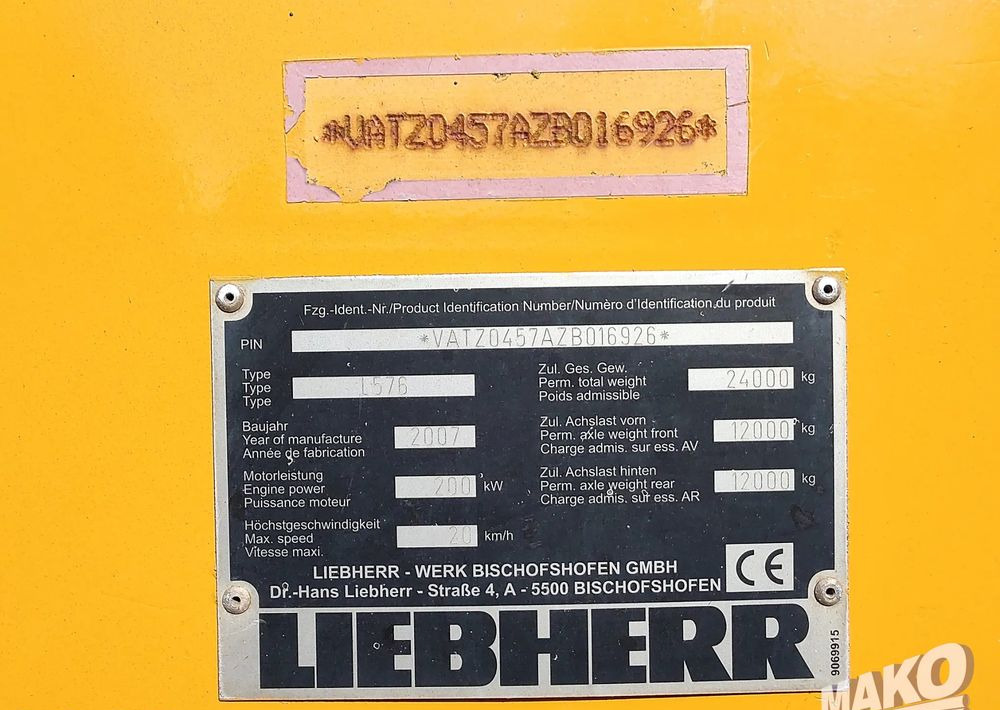 *VATZ0457AZB016926*
Fzg.-Ident.-Nr./Product Identification Number/Numèro d'Identification du produit
PIN *VATZ0457AZB016926*
Type
Type L576
Type
Zul. Ges. Gew.
Perm. total weight 24000 kg
Poids admissible
Baujahr
Year of manufacture 2007
Année de fabrication
Zul. Achslast vorn
Perm. axle weight front 12000 kg
Charge admis. sur ess. AV
Motorleistung
Engine power 200 kW
Puissance moteur
Zul. Achslast hinten
Perm. axle weight rear 12000 kg
Charge admis. sur ess. AR
Höchstgeschwindigkeit
Max. speed 20 km/h
Vitesse maxi.
LIEBHERR - WERK BISCHOFSHOFEN GMBH
Dr.-Hans Liebherr - Straße 4, A - 5500 BISCHOFSHOFEN
CE
LIEBHERR
9069915
MAKO